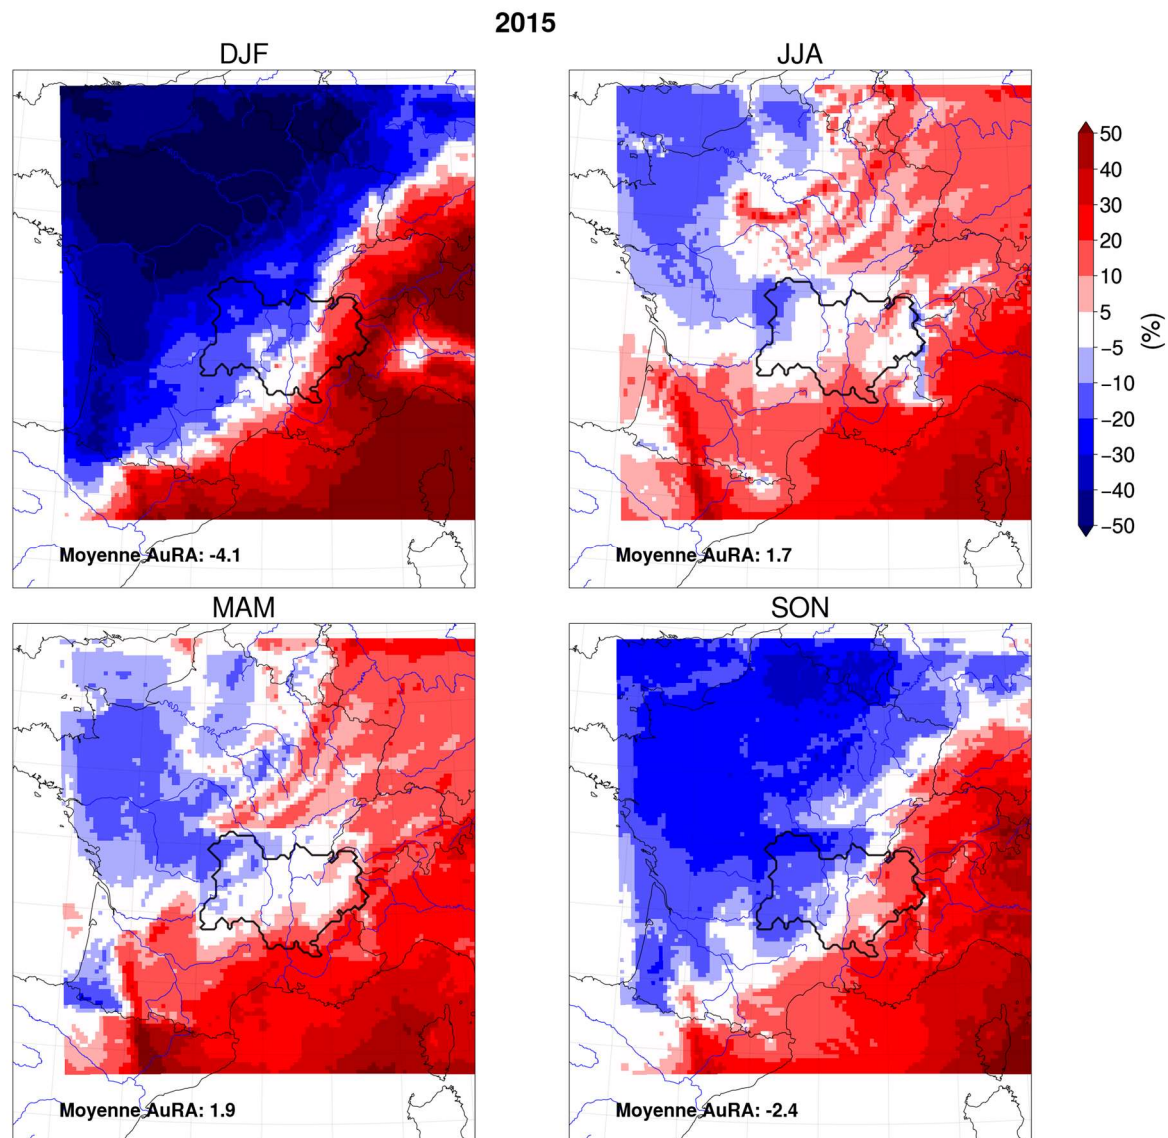 2015
DJF
JJA
50
40
30
20
10
5
−5
−10
−20
−30
−40
−50
(%)
Moyenne AuRA: -4.1
Moyenne AuRA: 1.7
MAM
SON
Moyenne AuRA: 1.9
Moyenne AuRA: -2.4